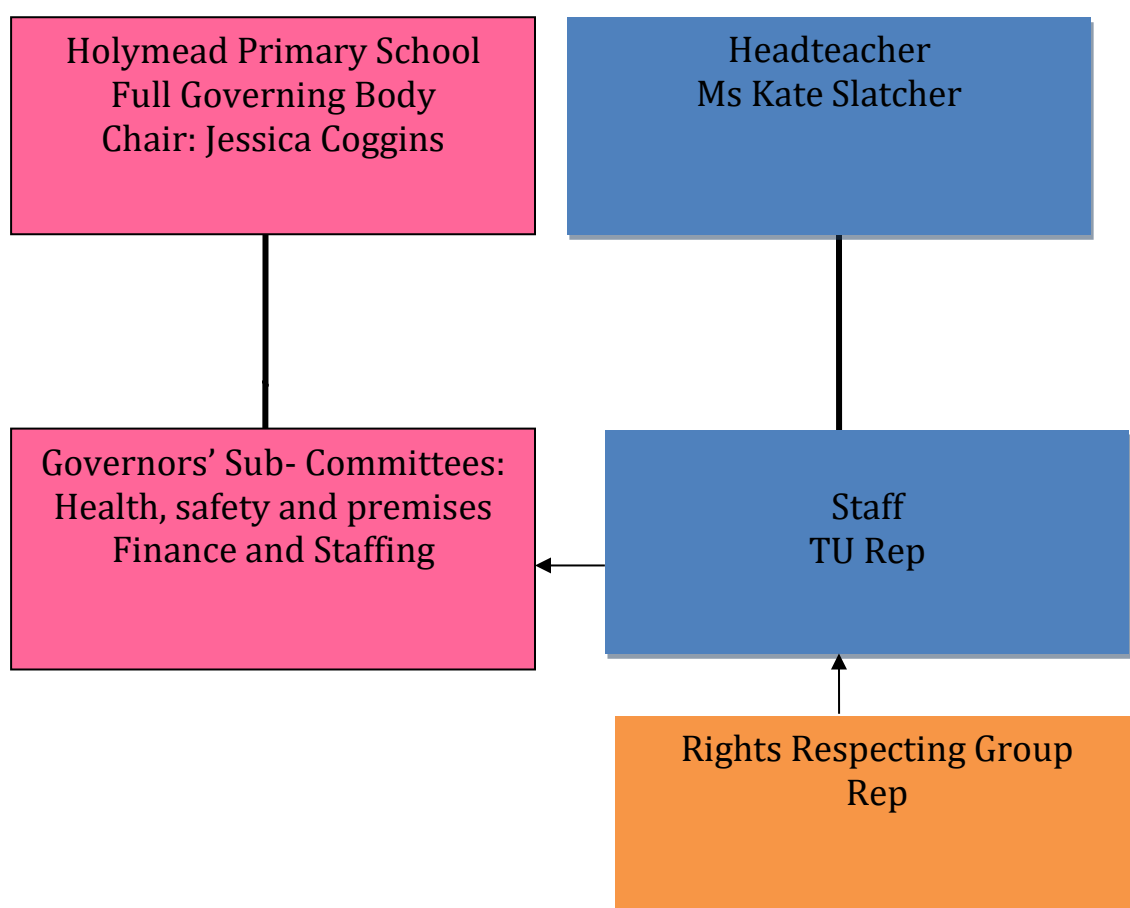 Holymead Primary School
Full Governing Body
Chair: Jessica Coggins
Headteacher
Ms Kate Slatcher
Governors’ Sub- Committees:
Health, safety and premises
Finance and Staffing
Staff
TU Rep
Rights Respecting Group
Rep